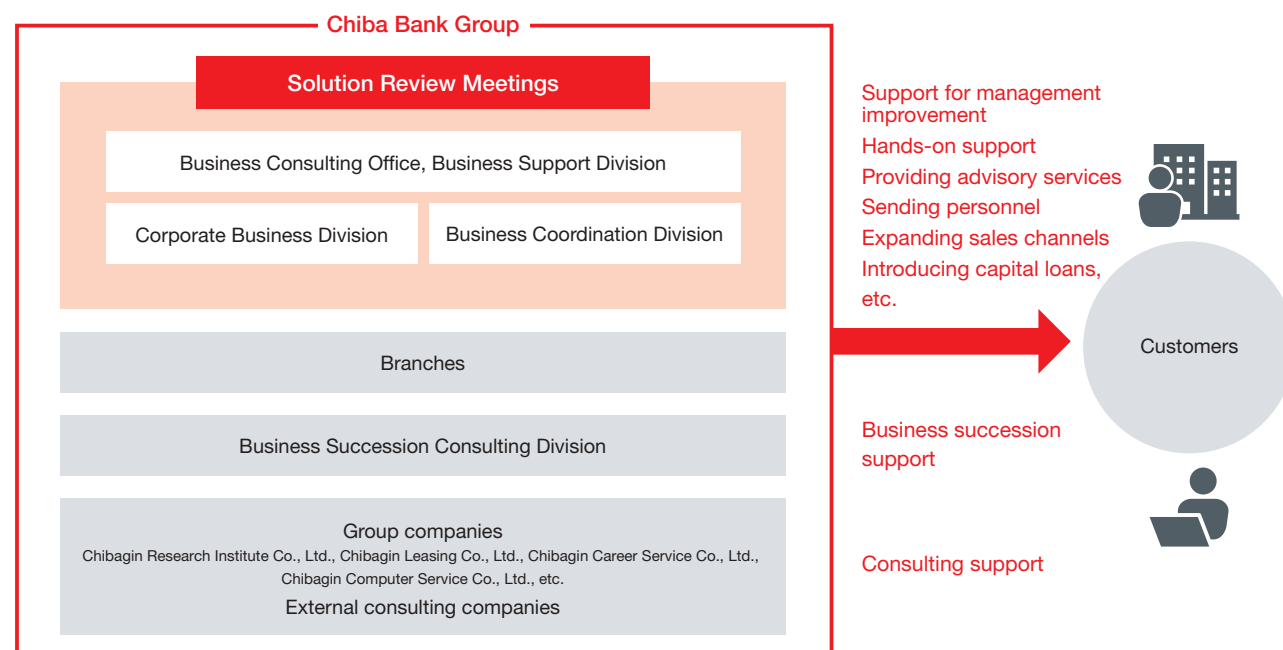 Chiba Bank Group
Solution Review Meetings
Business Consulting Office, Business Support Division
Corporate Business Division
Business Coordination Division
Branches
Business Succession Consulting Division
Group companies
Chibagin Research Institute Co., Ltd., Chibagin Leasing Co., Ltd., Chibagin Career Service Co., Ltd.,
Chibagin Computer Service Co., Ltd., etc.
External consulting companies
Support for management
improvement
Hands-on support
Providing advisory services
Sending personnel
Expanding sales channels
Introducing capital loans,
etc.
Business succession
support
Consulting support
Customers